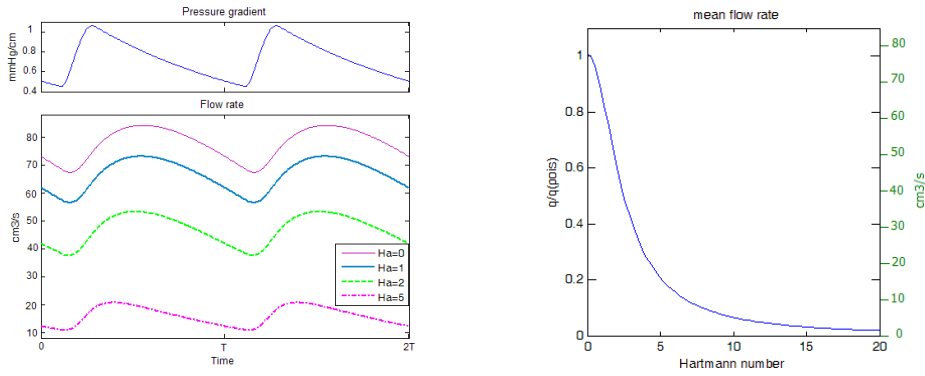 Pressure gradient
mmHg/cm
1
0.8
0.6
0.4
Flow rate
cm3/s
80
70
60
50
40
30
20
10
Ha=0
Ha=1
Ha=2
Ha=5
0
T
2T
Time
mean flow rate
q/q(pois)
1
0.8
0.6
0.4
0.2
0
0
5
10
15
20
Hartmann number
80
70
60
50
40
30
20
10
0
cm3/s